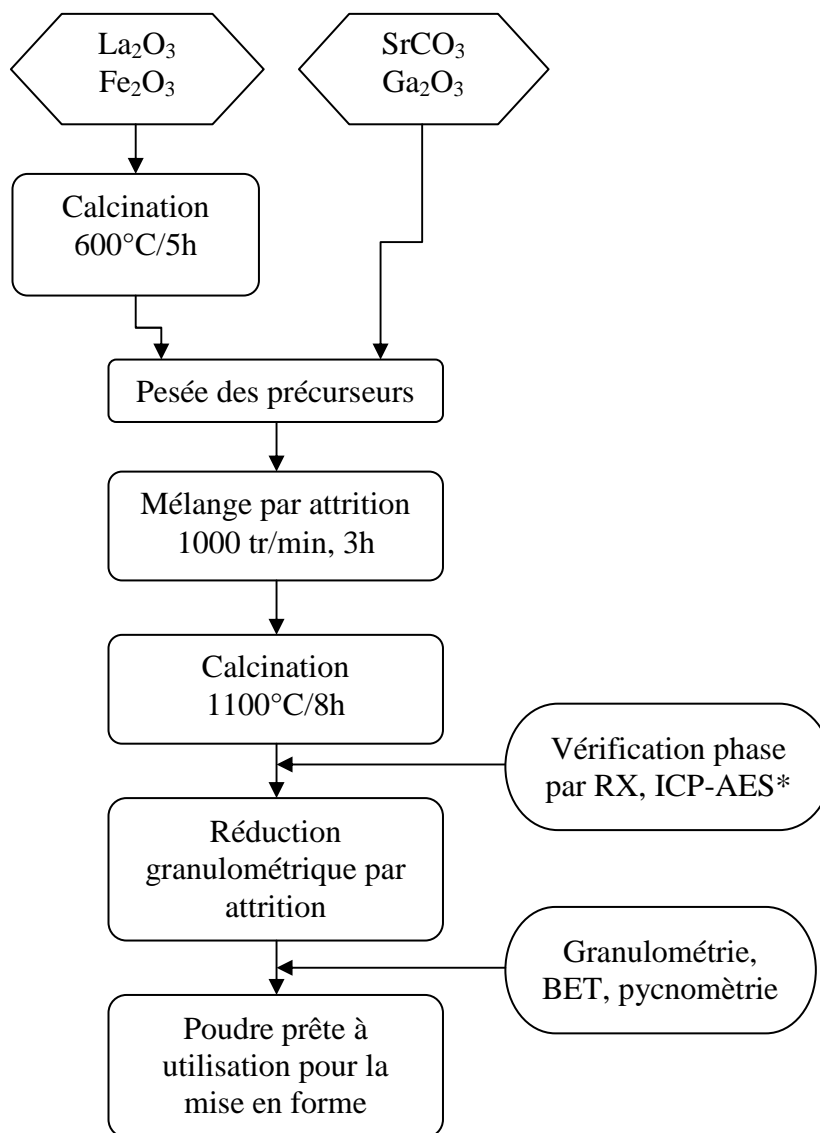 La₂O₃
Fe₂O₃
SrCO₃
Ga₂O₃
Calcination
600°C/5h
Pesée des précurseurs
Mélange par attrition
1000 tr/min, 3h
Calcination
1100°C/8h
Vérification phase
par RX, ICP-AES*
Réduction
granulométrique par
attrition
Granulométrie,
BET, pycnomètrie
Poudre prête à
utilisation pour la
mise en forme